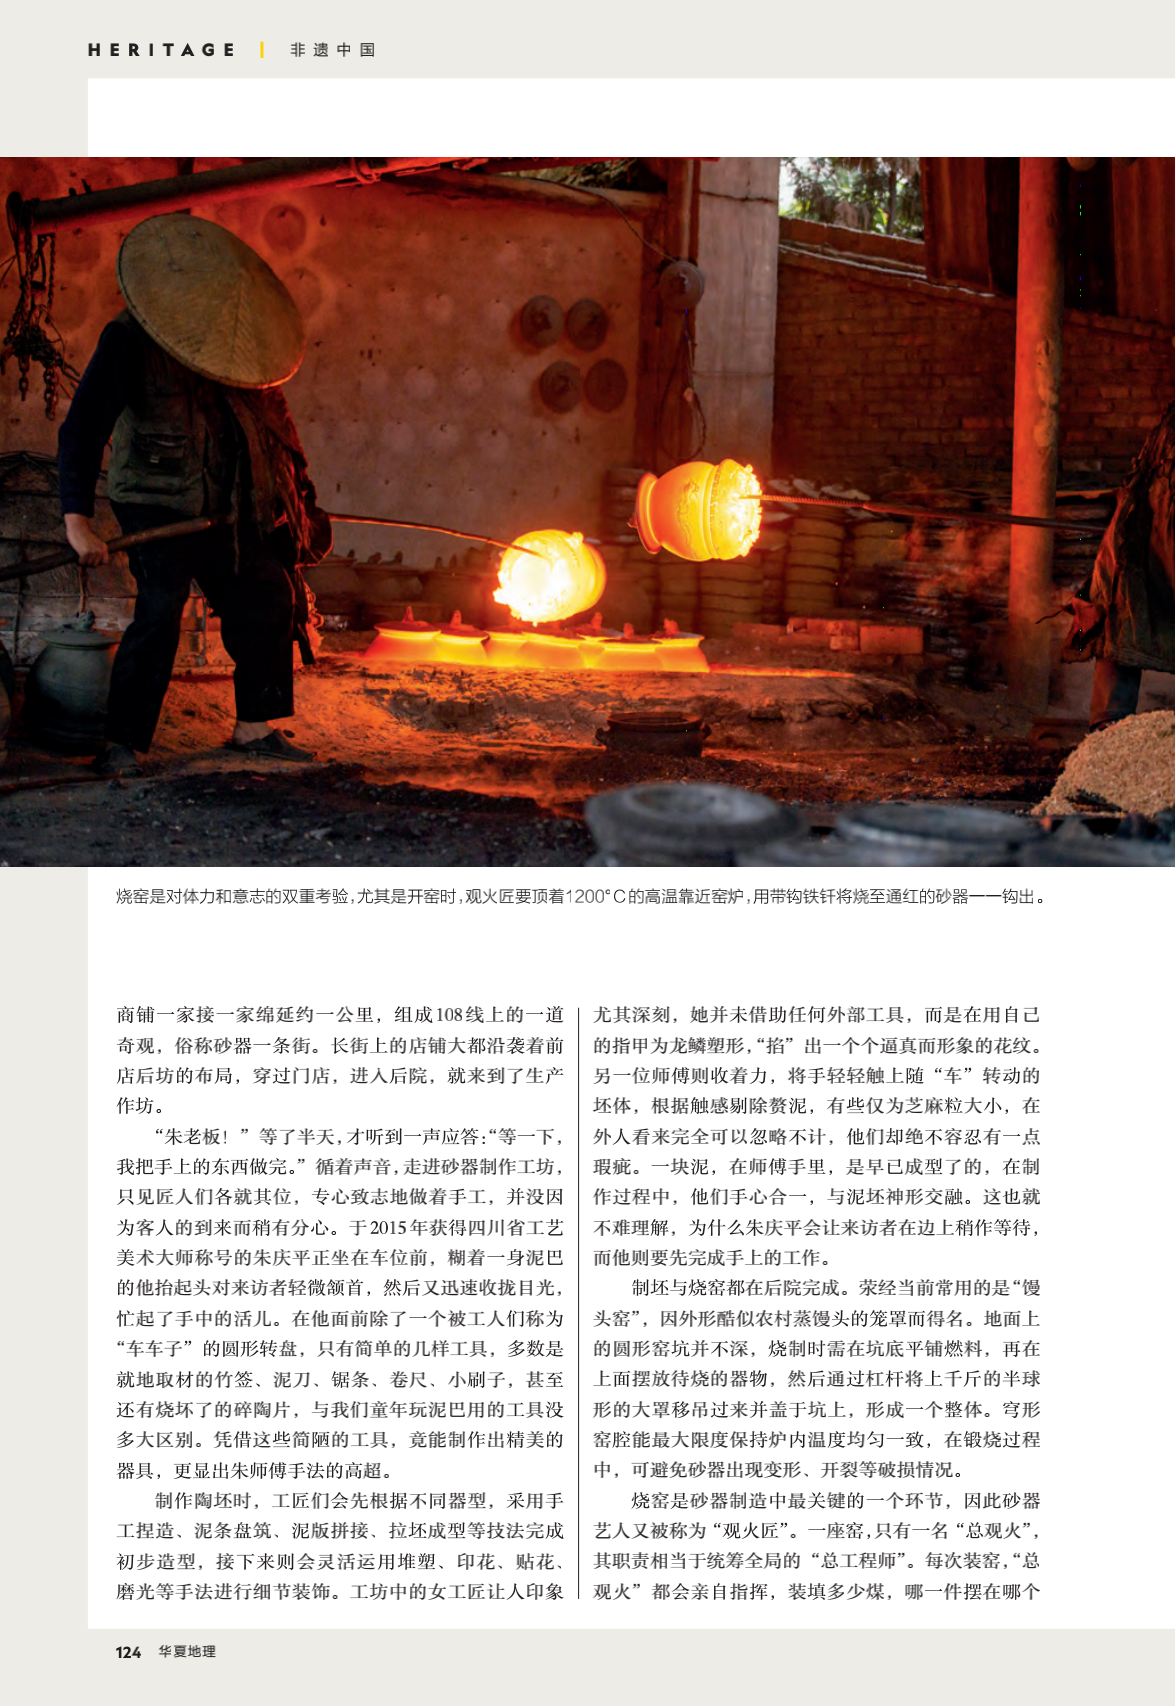 HERITAGE | 非遗中国
烧窑是对体力和意志的双重考验，尤其是开窑时，观火匠要顶着1200°C的高温靠近窑炉，用带钩铁钎将烧至通红的砂器一一钩出。
商铺一家接一家绵延约一公里，组成108线上的一道
奇观，俗称砂器一条街。长街上的店铺大都沿袭着前
店后坊的布局，穿过门店，进入后院，就来到了生产
作坊。
“朱老板！”等了半天，才听到一声应答：“等一下，
我把手上的东西做完。”循着声音，走进砂器制作工坊，
只见匠人们各就其位，专心致志地做着手工，并没因
为客人的到来而稍有分心。于2015年获得四川省工艺
美术大师称号的朱庆平正坐在车位前，糊着一身泥巴
的他抬起头对来访者轻微颔首，然后又迅速收拢目光，
忙起了手中的活儿。在他面前除了一个被工人们称为
“车车子”的圆形转盘，只有简单的几样工具，多数是
就地取材的竹签、泥刀、锯条、卷尺、小刷子，甚至
还有烧坏了的碎陶片，与我们童年玩泥巴用的工具没
多大区别。凭借这些简陋的工具，竟能制作出精美的
器具，更显出朱师傅手法的高超。
制作陶坯时，工匠们会先根据不同器型，采用手
工捏造、泥条盘筑、泥版拼接、拉坯成型等技法完成
初步造型，接下来则会灵活运用堆塑、印花、贴花、
磨光等手法进行细节装饰。工坊中的女工匠让人印象
尤其深刻，她并未借助任何外部工具，而是在用自己
的指甲为龙鳞塑形，“掐”出一个个逼真而形象的花纹。
另一位师傅则收着力，将手轻轻触上随“车”转动的
坯体，根据触感剔除赘泥，有些仅为芝麻粒大小，在
外人看来完全可以忽略不计，他们却绝不容忍有一点
瑕疵。一块泥，在师傅手里，是早已成型了的，在制
作过程中，他们手心合一，与泥坯神形交融。这也就
不难理解，为什么朱庆平会让来访者在边上稍作等待，
而他则要先完成手上的工作。
制坯与烧窑都在后院完成。荥经当前常用的是“馒
头窑”，因外形酷似农村蒸馒头的笼罩而得名。地面上
的圆形窑坑并不深，烧制时需在坑底平铺燃料，再在
上面摆放待烧的器物，然后通过杠杆将上千斤的半球
形的大罩移吊过来并盖于坑上，形成一个整体。穹形
窑腔能最大限度保持炉内温度均匀一致，在锻烧过程
中，可避免砂器出现变形、开裂等破损情况。
烧窑是砂器制造中最关键的一个环节，因此砂器
艺人又被称为“观火匠”。一座窑，只有一名“总观火”，
其职责相当于统筹全局的“总工程师”。每次装窑，“总
观火”都会亲自指挥，装填多少煤，哪一件摆在哪个
124 华夏地理